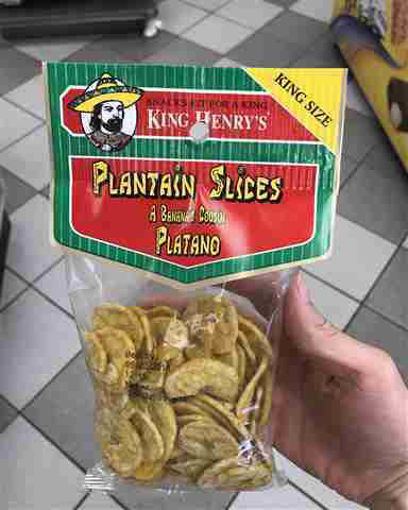 KING SIZE
SNACKS FIT FOR A KING
KING HENRY'S
PLANTAIN SLICES
A BANANA'S COUSIN
PLATANO